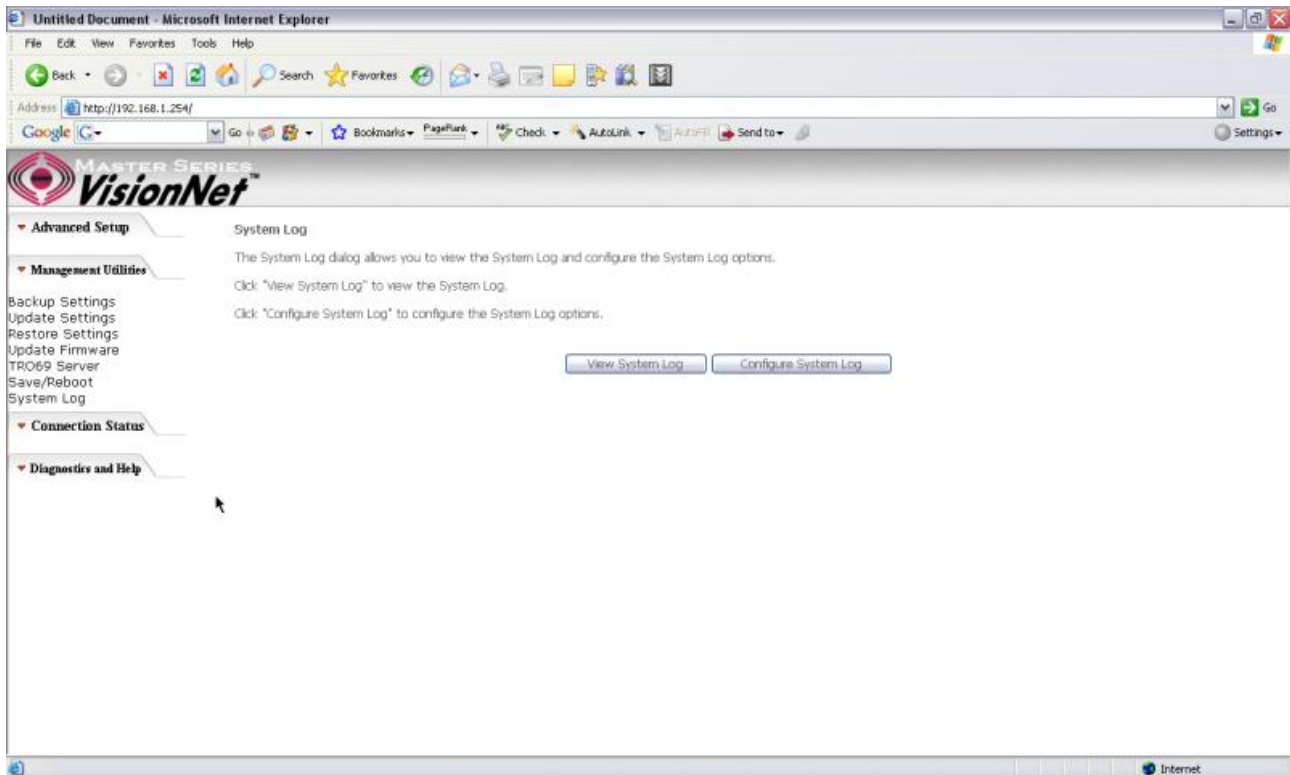 Untitled Document - Microsoft Internet Explorer
File Edit View Favorites Tools Help
Back Search Favorites
Address http://192.168.1.254/ Go
Google G Go Bookmarks PageRank Check AutoLink AutoFill Send to Settings
MASTER SERIES
VisionNet™
Advanced Setup
Management Utilities
Backup Settings
Update Settings
Restore Settings
Update Firmware
TRO69 Server
Save/Reboot
System Log
Connection Status
Diagnostics and Help
System Log
The System Log dialog allows you to view the System Log and configure the System Log options.
Click "View System Log" to view the System Log.
Click "Configure System Log" to configure the System Log options.
View System Log Configure System Log
Internet